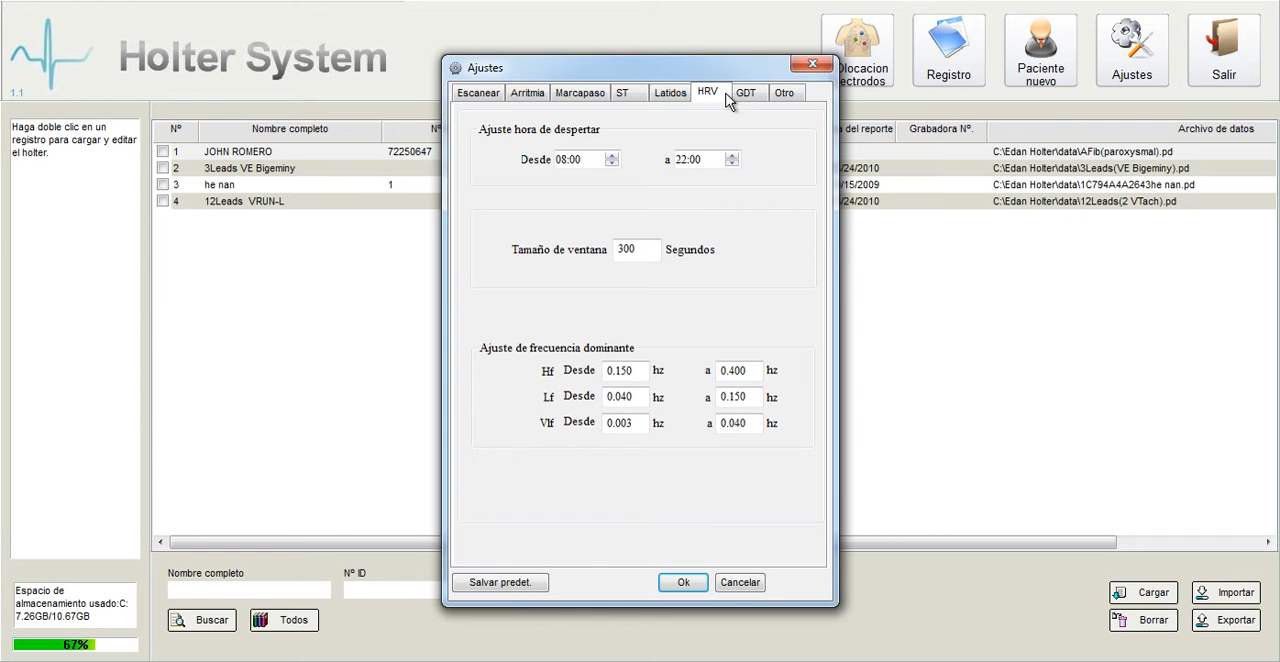 Holter System
1.1
olocacion
ectrodos
Registro
Paciente
nuevo
Ajustes
Salir
Haga doble clic en un
registro para cargar y editar
el holter.
Nº Nombre completo Nº
1 JOHN ROMERO 72250647
2 3Leads VE Bigeminy
3 he nan 1
4 12Leads VRUN-L
a del reporte Grabadora Nº. Archivo de datos
C:\Edan Holter\data\AFib(paroxysmal).pd
/24/2010 C:\Edan Holter\data\3Leads(VE Bigeminy).pd
/15/2009 C:\Edan Holter\data\1C794A4A2643he nan.pd
/24/2010 C:\Edan Holter\data\12Leads(2 VTach).pd
Ajustes
Escanear Arritmia Marcapaso ST Latidos HRV GDT Otro
Ajuste hora de despertar
Desde 08:00 a 22:00
Tamaño de ventana 300 Segundos
Ajuste de frecuencia dominante
Hf Desde 0.150 hz a 0.400 hz
Lf Desde 0.040 hz a 0.150 hz
Vlf Desde 0.003 hz a 0.040 hz
Salvar predet. Ok Cancelar
Espacio de
almacenamiento usado:C:
7.26GB/10.67GB
67%
Nombre completo Nº ID
Buscar Todos
Cargar Importar
Borrar Exportar